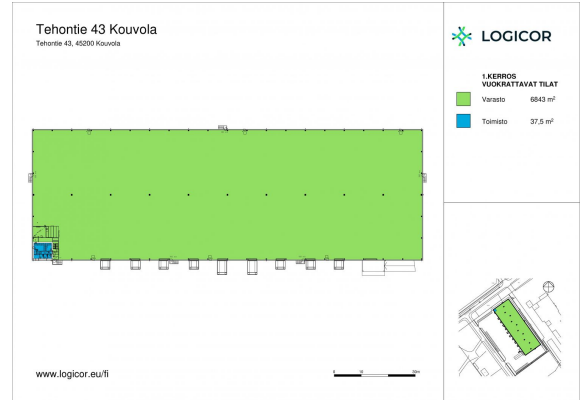 Tehontie 43 Kouvola
Tehontie 43, 45200 Kouvola
LOGICOR
1.KERROS
VUOKRATTAVAT TILAT
Varasto 6843 m²
Toimisto 37,5 m²
www.logicor.eu/fi
0 10 30m